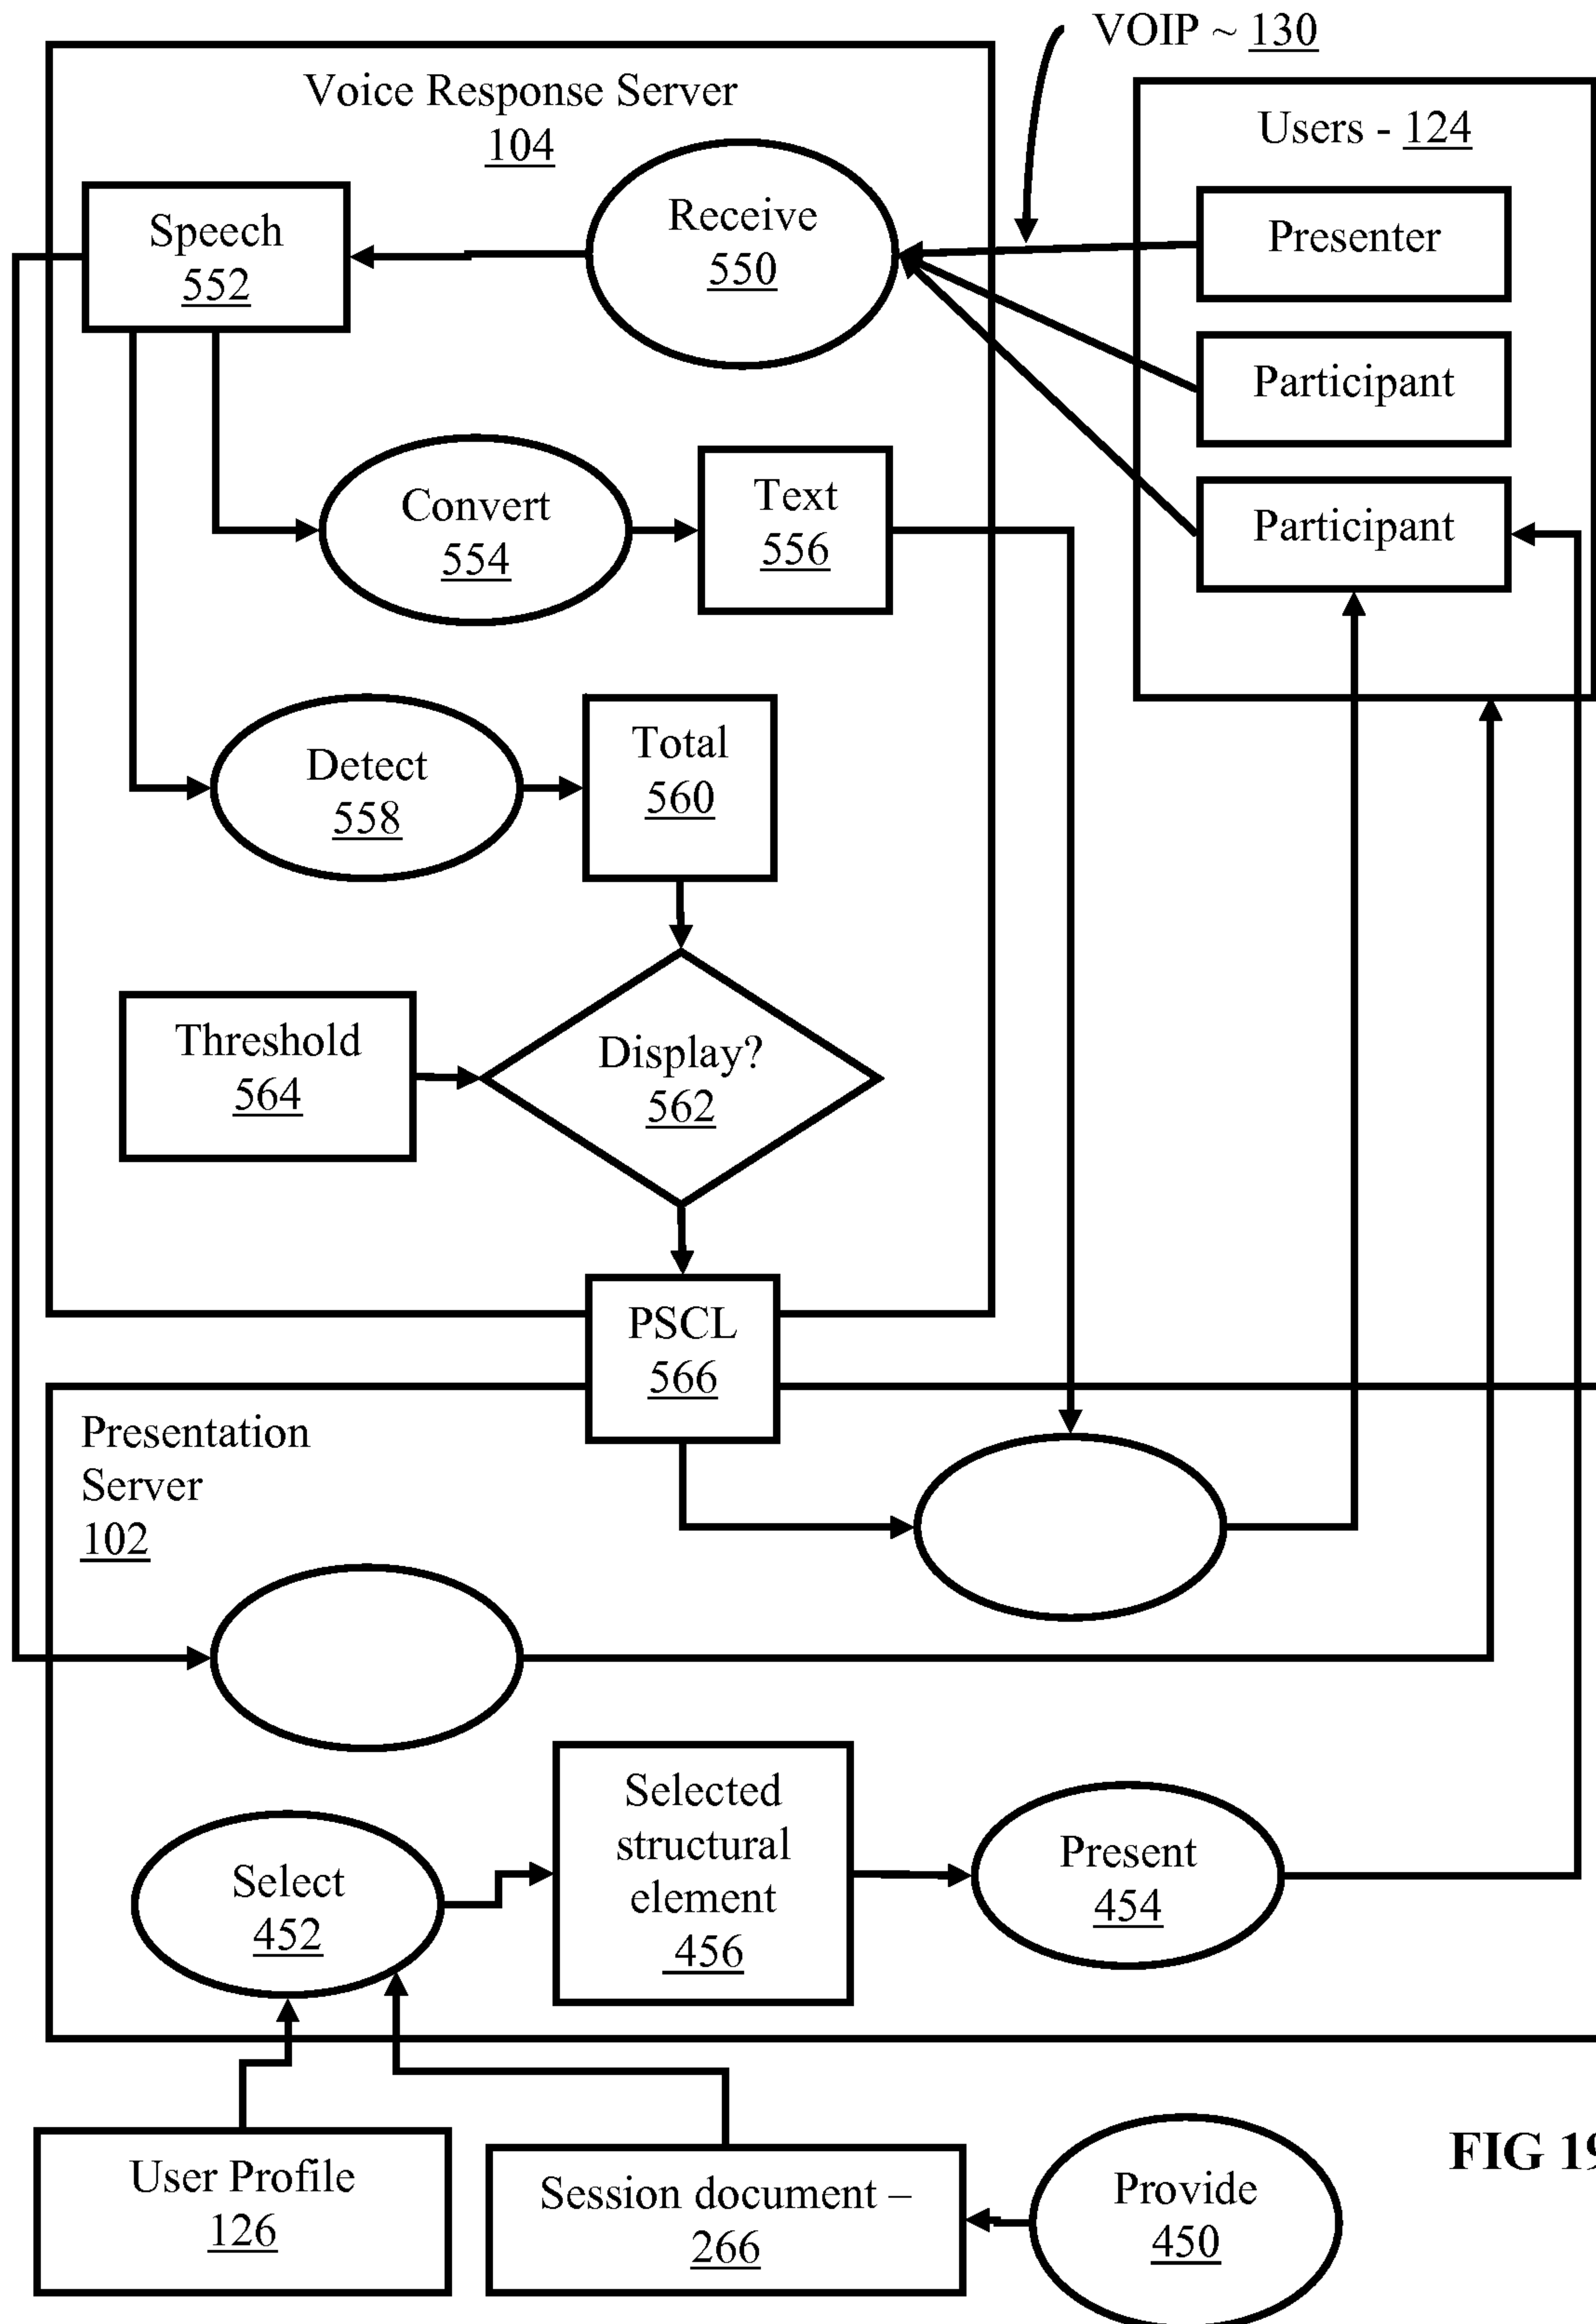 VOIP ~ 130
Voice Response Server
104
Users - 124
Speech
552
Receive
550
Presenter
Participant
Participant
Convert
554
Text
556
Detect
558
Total
560
Threshold
564
Display?
562
PSCL
566
Presentation
Server
102
Select
452
Selected
structural
element
456
Present
454
User Profile
126
Session document –
266
Provide
450
FIG 19